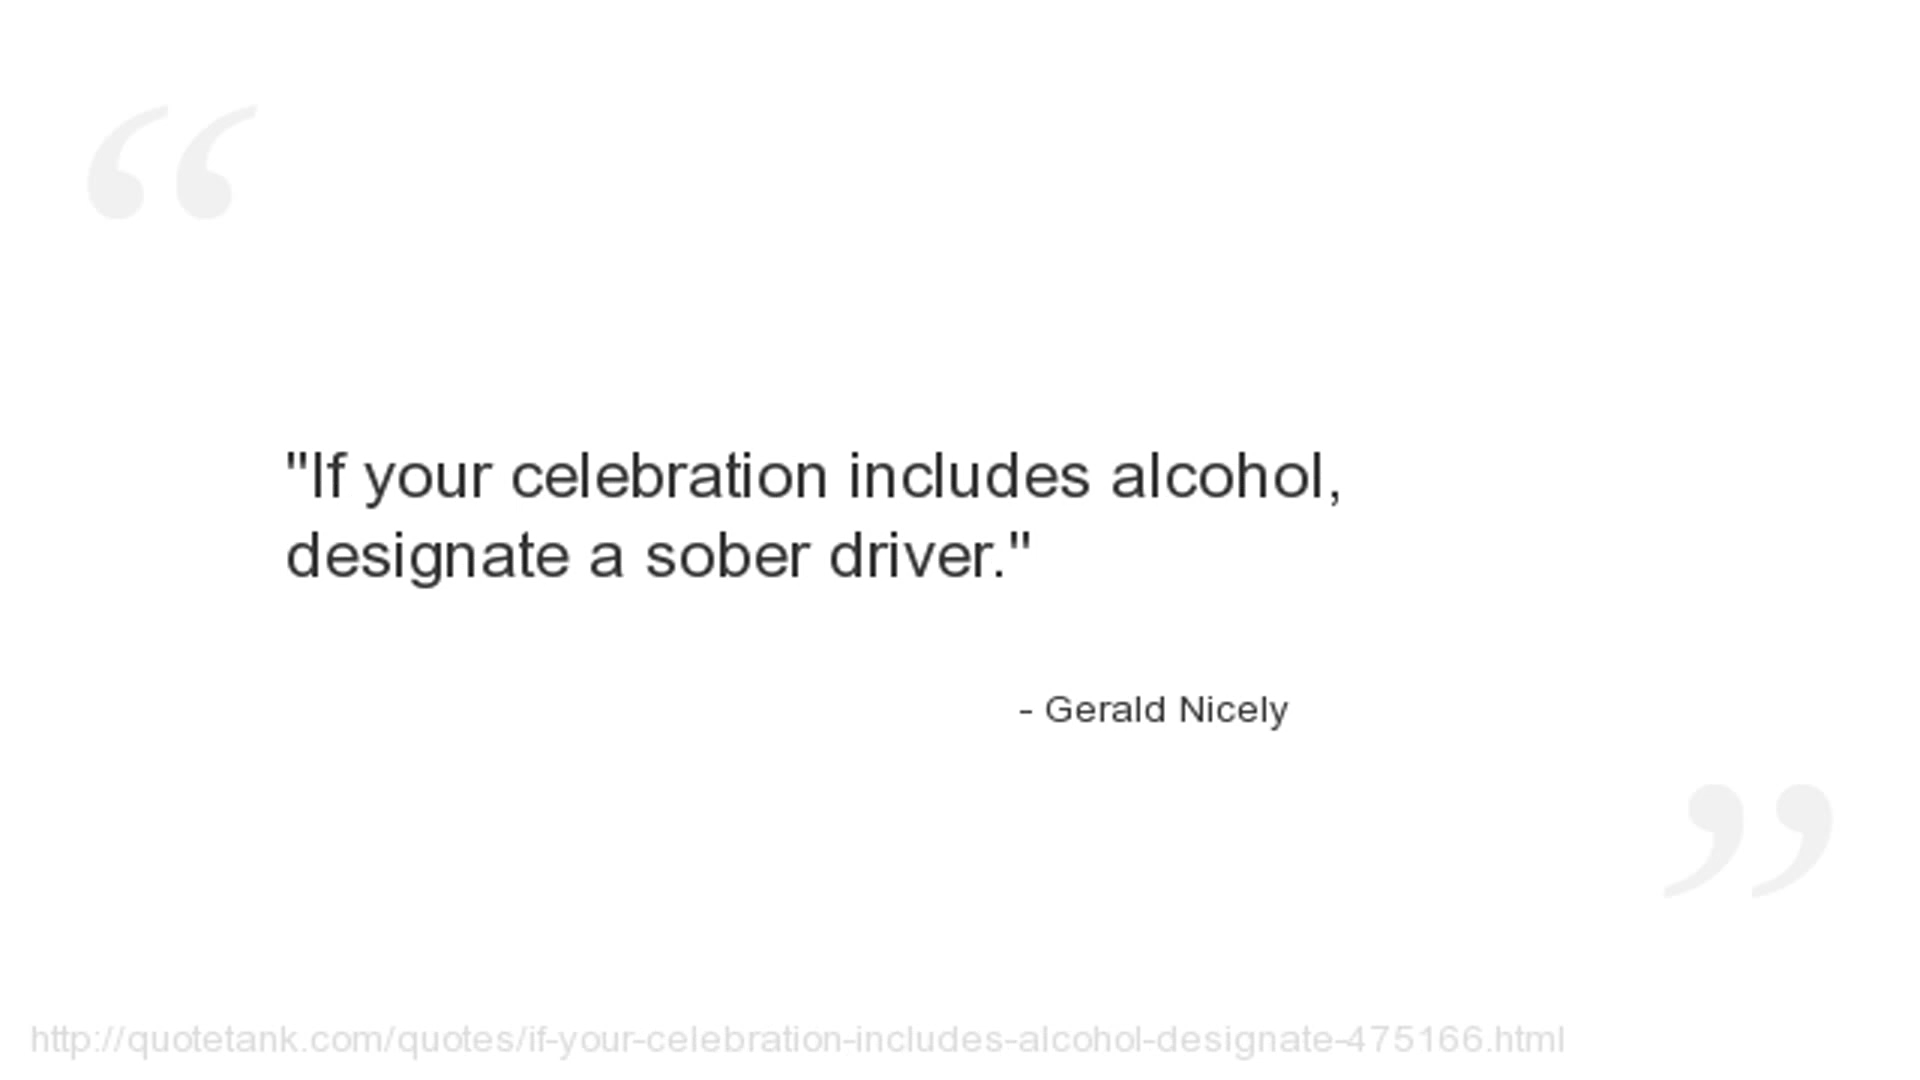 "If your celebration includes alcohol,
designate a sober driver."
- Gerald Nicely
http://quotetank.com/quotes/if-your-celebration-includes-alcohol-designate-475166.html